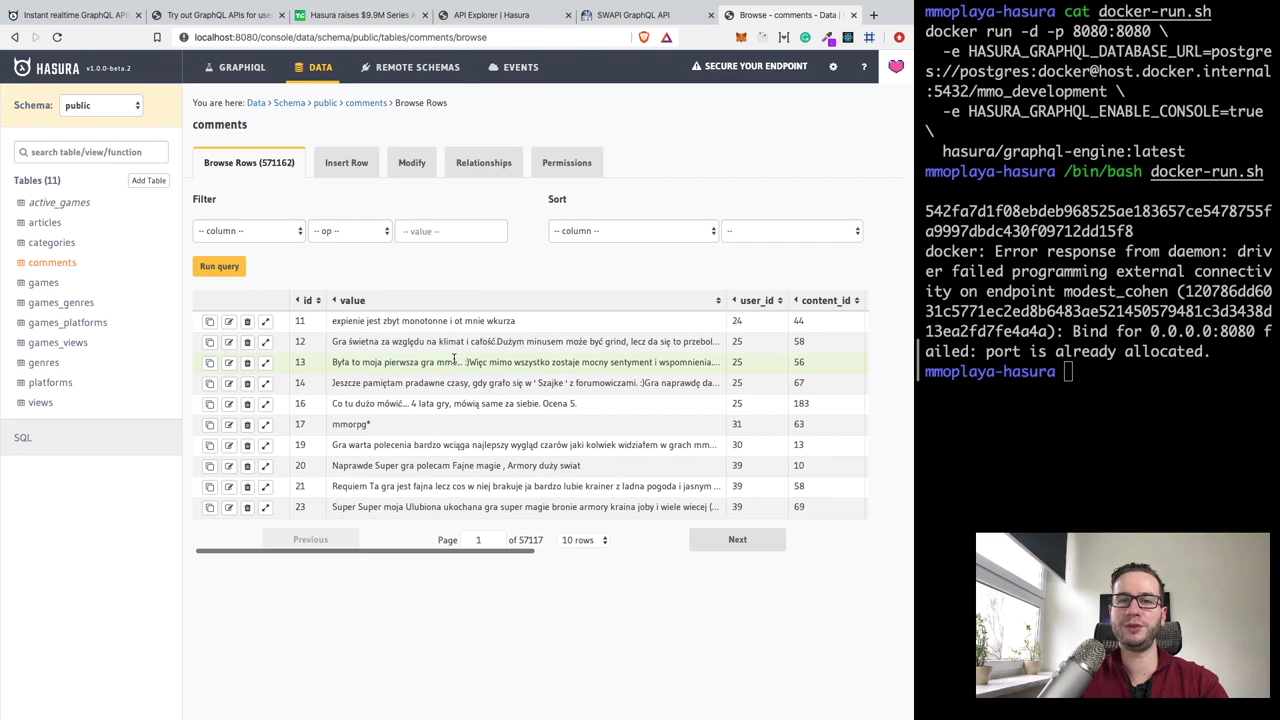 Instant realtime GraphQL APIs
Try out GraphQL APIs for user
Hasura raises $9.9M Series A
API Explorer | Hasura
SWAPI GraphQL API
Browse - comments - Data |
localhost:8080/console/data/schema/public/tables/comments/browse
HASURA v1.0.0-beta.2
GRAPHIQL
DATA
REMOTE SCHEMAS
EVENTS
SECURE YOUR ENDPOINT
?
Schema: public
search table/view/function
Tables (11) Add Table
active_games
articles
categories
comments
games
games_genres
games_platforms
games_views
genres
platforms
views
SQL
You are here: Data > Schema > public > comments > Browse Rows
comments
Browse Rows (571162) Insert Row Modify Relationships Permissions
Filter Sort
-- column -- -- op -- -- value -- -- column -- --
Run query
id value user_id content_id
11 expienie jest zbyt monotonne i ot mnie wkurza 24 44
12 Gra świetna za względu na klimat i całość.Dużym minusem może być grind, lecz da się to przebol... 25 58
13 Była to moja pierwsza gra mmo... :)Więc mimo wszystko zostaje mocny sentyment i wspomnienia... 25 56
14 Jeszcze pamiętam pradawne czasy, gdy grało się w ' Szajke ' z forumowiczami. :)Gra naprawdę da... 25 67
16 Co tu dużo mówić... 4 lata gry, mówią same za siebie. Ocena 5. 25 183
17 mmorpg* 31 63
19 Gra warta polecenia bardzo wciąga najlepszy wygląd czarów jaki kolwiek widziałem w grach mm... 30 13
20 Naprawde Super gra polecam Fajne magie , Armory duży swiat 39 10
21 Requiem Ta gra jest fajna lecz cos w niej brakuje ja bardzo lubie krainer z ladna pogoda i jasnym ... 39 58
23 Super Super moja Ulubiona ukochana gra super magie bronie armory kraina joby i wiele wiecej (... 39 69
Previous Page 1 of 57117 10 rows Next
mmoplaya-hasura cat docker-run.sh
docker run -d -p 8080:8080 \
-e HASURA_GRAPHQL_DATABASE_URL=postgre
s://postgres:docker@host.docker.internal
:5432/mmo_development \
-e HASURA_GRAPHQL_ENABLE_CONSOLE=true
\
hasura/graphql-engine:latest
mmoplaya-hasura /bin/bash docker-run.sh
542fa7d1f08ebdeb968525ae183657ce5478755f
a9997dbdc430f09712dd15f8
docker: Error response from daemon: driv
er failed programming external connectiv
ity on endpoint modest_cohen (120786dd60
31c5771ec2ed8b6483ae521450579481c3d3438d
13ea2fd7fe4a4a): Bind for 0.0.0.0:8080 f
ailed: port is already allocated.
mmoplaya-hasura